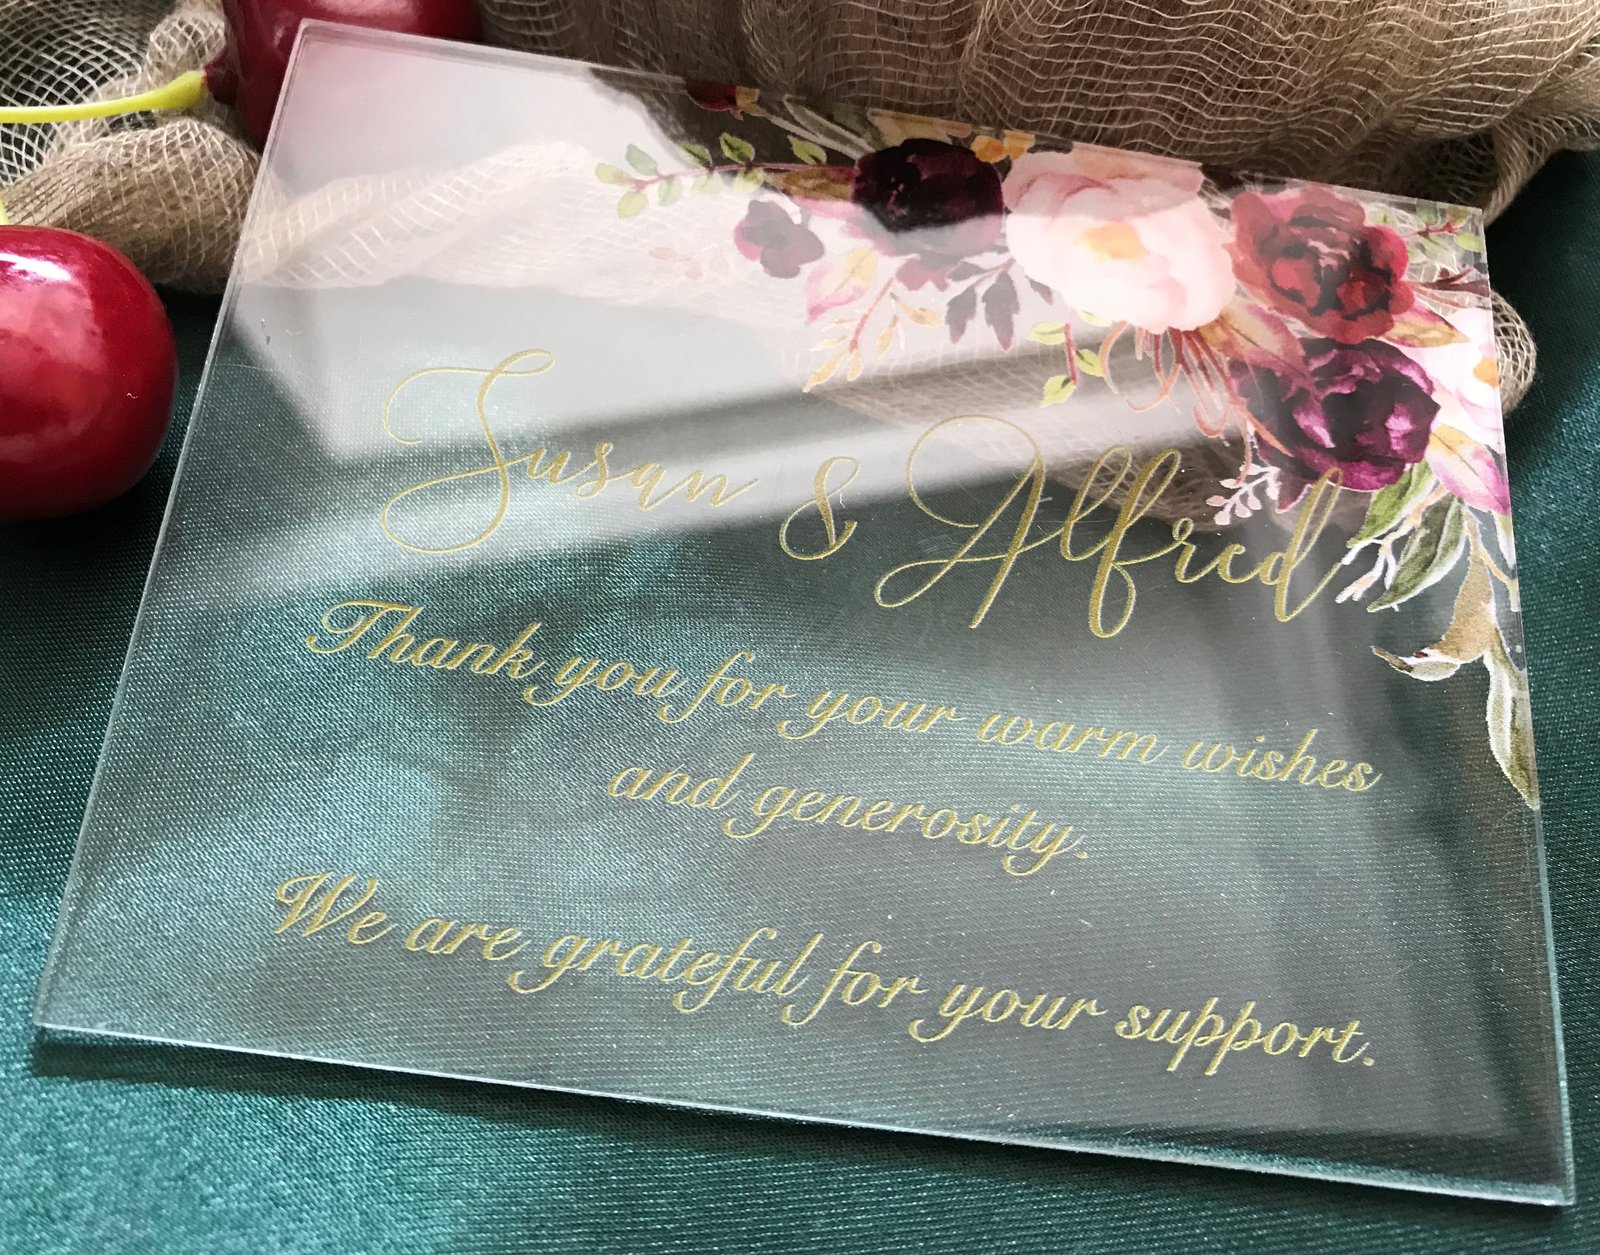 Susan & Alfred
Thank you for your warm wishes
and generosity.
We are grateful for your support.